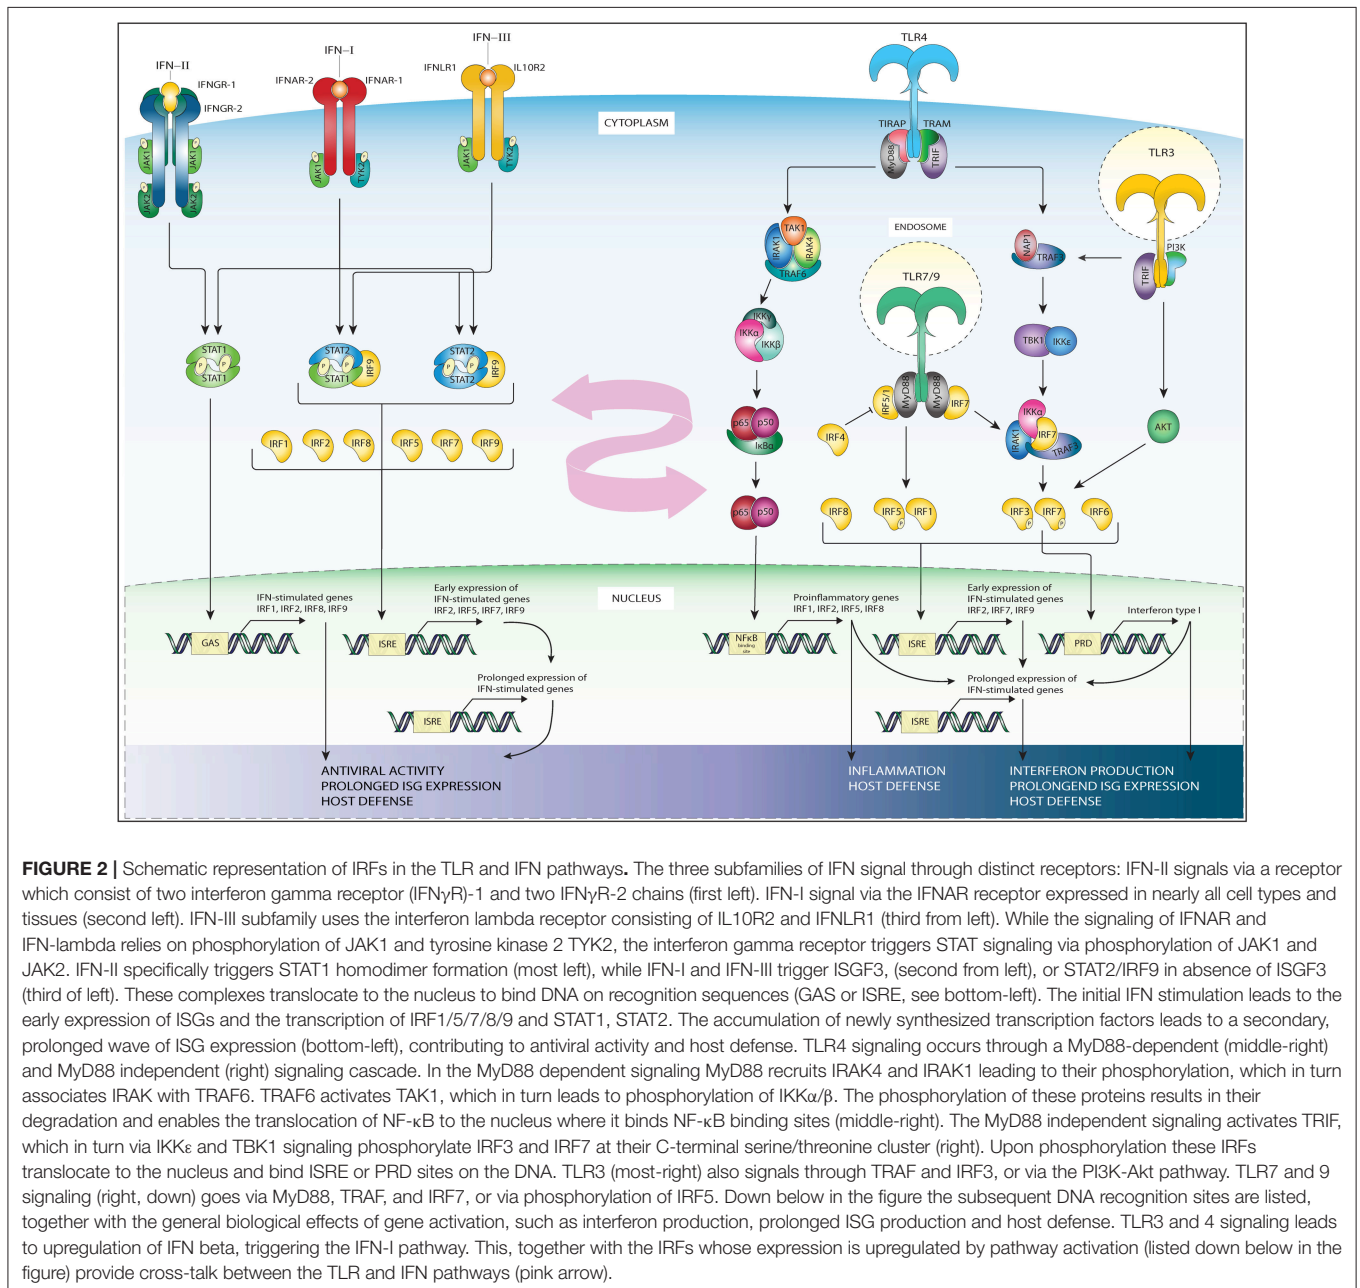 IFN–II
IFNGR-1
IFNGR-2
JAK1
JAK1
JAK2
JAK2
P
P
P
P
IFN–I
IFNAR-2
IFNAR-1
JAK1
TYK2
P
P
IFN–III
IFNLR1
IL10R2
JAK1
TYK2
P
P
CYTOPLASM
TLR4
TIRAP
TRAM
MyD88
TRIF
TLR3
TRIF
PI3K
TAK1
IRAK1
IRAK4
TRAF6
ENDOSOME
TLR7/9
NAP1
TRAF3
IKKγ
IKKα
IKKβ
TBK1
IKKε
STAT1
P
P
STAT1
STAT2
P
P
STAT1
IRF9
STAT2
P
P
STAT2
IRF9
IRF5/1
MyD88
MyD88
IRF7
IRF4
p65
p50
IκBα
IKKα
IRF7
IRAK1
TRAF3
AKT
IRF1
IRF2
IRF8
IRF5
IRF7
IRF9
p65
p50
IRF8
IRF5
P
IRF1
IRF3
P
IRF7
P
IRF6
NUCLEUS
IFN-stimulated genes
IRF1, IRF2, IRF8, IRF9
GAS
Early expression of
IFN-stimulated genes
IRF2, IRF5, IRF7, IRF9
ISRE
Prolonged expression of
IFN-stimulated genes
ISRE
Proinflammatory genes
IRF1, IRF2, IRF5, IRF8
NFκB
binding
site
Early expression of
IFN-stimulated genes
IRF2, IRF7, IRF9
ISRE
Interferon type I
PRD
Prolonged expression of
IFN-stimulated genes
ISRE
ANTIVIRAL ACTIVITY
PROLONGED ISG EXPRESSION
HOST DEFENSE
INFLAMMATION
HOST DEFENSE
INTERFERON PRODUCTION
PROLONGEND ISG EXPRESSION
HOST DEFENSE
FIGURE 2 | Schematic representation of IRFs in the TLR and IFN pathways. The three subfamilies of IFN signal through distinct receptors: IFN-II signals via a receptor
which consist of two interferon gamma receptor (IFNγR)-1 and two IFNγR-2 chains (first left). IFN-I signal via the IFNAR receptor expressed in nearly all cell types and
tissues (second left). IFN-III subfamily uses the interferon lambda receptor consisting of IL10R2 and IFNLR1 (third from left). While the signaling of IFNAR and
IFN-lambda relies on phosphorylation of JAK1 and tyrosine kinase 2 TYK2, the interferon gamma receptor triggers STAT signaling via phosphorylation of JAK1 and
JAK2. IFN-II specifically triggers STAT1 homodimer formation (most left), while IFN-I and IFN-III trigger ISGF3, (second from left), or STAT2/IRF9 in absence of ISGF3
(third of left). These complexes translocate to the nucleus to bind DNA on recognition sequences (GAS or ISRE, see bottom-left). The initial IFN stimulation leads to the
early expression of ISGs and the transcription of IRF1/5/7/8/9 and STAT1, STAT2. The accumulation of newly synthesized transcription factors leads to a secondary,
prolonged wave of ISG expression (bottom-left), contributing to antiviral activity and host defense. TLR4 signaling occurs through a MyD88-dependent (middle-right)
and MyD88 independent (right) signaling cascade. In the MyD88 dependent signaling MyD88 recruits IRAK4 and IRAK1 leading to their phosphorylation, which in turn
associates IRAK with TRAF6. TRAF6 activates TAK1, which in turn leads to phosphorylation of IKKα/β. The phosphorylation of these proteins results in their
degradation and enables the translocation of NF-κB to the nucleus where it binds NF-κB binding sites (middle-right). The MyD88 independent signaling activates TRIF,
which in turn via IKKε and TBK1 signaling phosphorylate IRF3 and IRF7 at their C-terminal serine/threonine cluster (right). Upon phosphorylation these IRFs
translocate to the nucleus and bind ISRE or PRD sites on the DNA. TLR3 (most-right) also signals through TRAF and IRF3, or via the PI3K-Akt pathway. TLR7 and 9
signaling (right, down) goes via MyD88, TRAF, and IRF7, or via phosphorylation of IRF5. Down below in the figure the subsequent DNA recognition sites are listed,
together with the general biological effects of gene activation, such as interferon production, prolonged ISG production and host defense. TLR3 and 4 signaling leads
to upregulation of IFN beta, triggering the IFN-I pathway. This, together with the IRFs whose expression is upregulated by pathway activation (listed down below in the
figure) provide cross-talk between the TLR and IFN pathways (pink arrow).